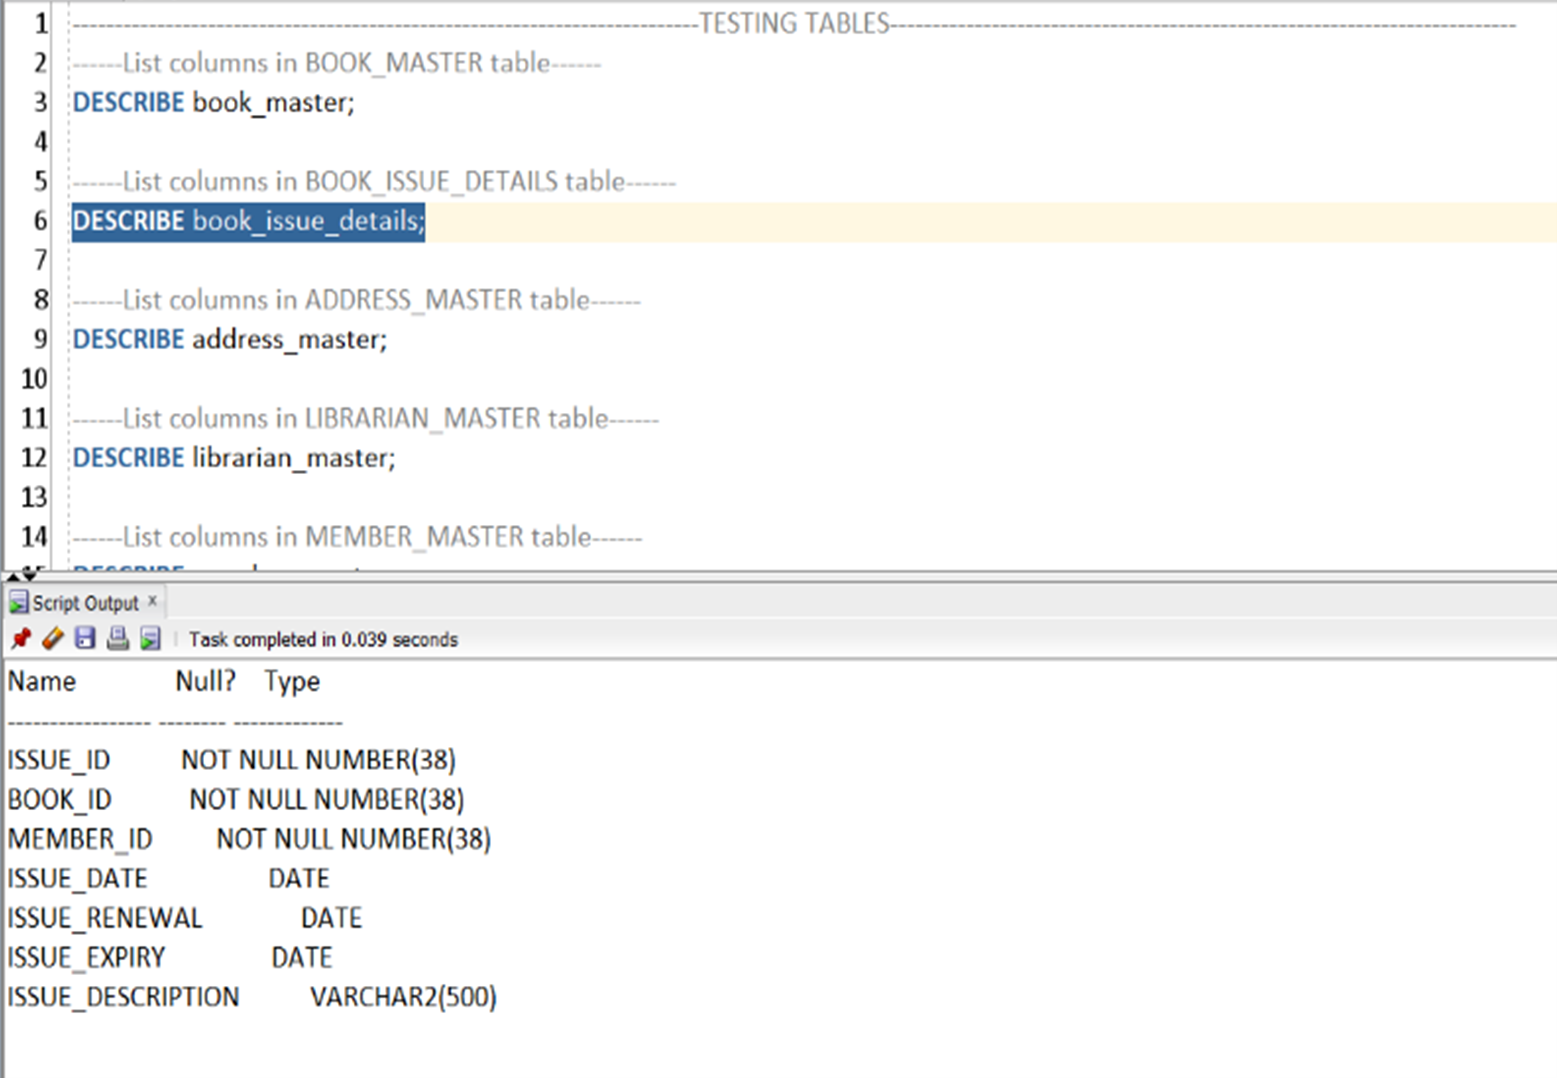 1 ---------------------------------------------------------------------------TESTING TABLES---------------------------------------------------------------------------
2 ------List columns in BOOK_MASTER table------
3 DESCRIBE book_master;
4
5 ------List columns in BOOK_ISSUE_DETAILS table------
6 DESCRIBE book_issue_details;
7
8 ------List columns in ADDRESS_MASTER table------
9 DESCRIBE address_master;
10
11 ------List columns in LIBRARIAN_MASTER table------
12 DESCRIBE librarian_master;
13
14 ------List columns in MEMBER_MASTER table------
Script Output x
Task completed in 0.039 seconds
Name Null? Type
----------------- -------- -------------
ISSUE_ID NOT NULL NUMBER(38)
BOOK_ID NOT NULL NUMBER(38)
MEMBER_ID NOT NULL NUMBER(38)
ISSUE_DATE DATE
ISSUE_RENEWAL DATE
ISSUE_EXPIRY DATE
ISSUE_DESCRIPTION VARCHAR2(500)